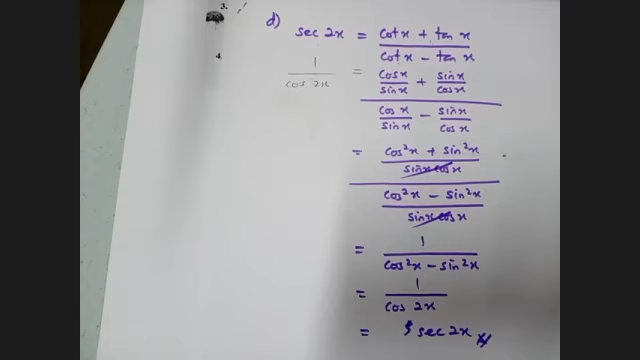 3.
d) sec 2x = cot x + tan x / cot x - tan x
4.
1 / cos 2x = cos x / sin x + sin x / cos x
cos x / sin x - sin x / cos x
= cos²x + sin²x / sin x cos x
cos²x - sin²x / sin x cos x
= 1 / cos²x - sin²x
= 1 / cos 2x
= sec 2x